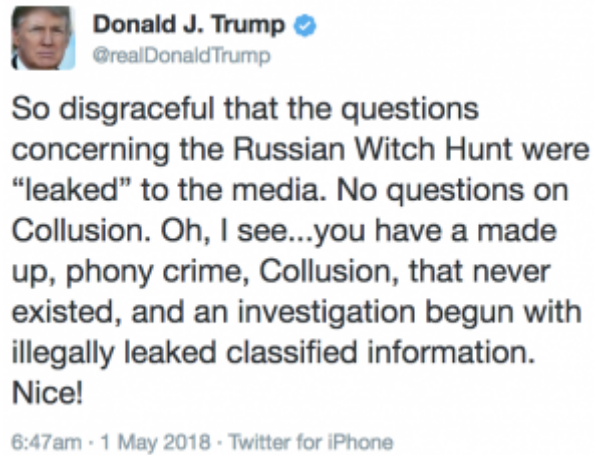 Donald J. Trump
@realDonaldTrump
So disgraceful that the questions
concerning the Russian Witch Hunt were
“leaked” to the media. No questions on
Collusion. Oh, I see...you have a made
up, phony crime, Collusion, that never
existed, and an investigation begun with
illegally leaked classified information.
Nice!
6:47am · 1 May 2018 · Twitter for iPhone